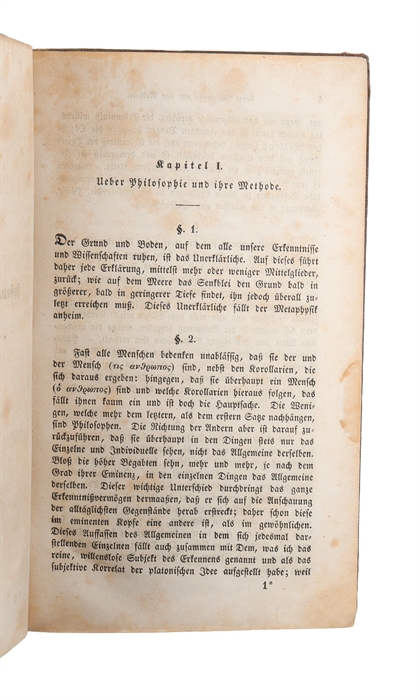 Kapitel I.
Ueber Philosophie und ihre Methode.
§. 1.
Der Grund und Boden, auf dem alle unsere Erkenntnisse
und Wissenschaften ruhen, ist das Unerklärliche. Auf dieses führt
daher jede Erklärung, mittelst mehr oder weniger Mittelglieder,
zurück; wie auf dem Meere das Senkblei den Grund bald in
größerer, bald in geringerer Tiefe findet, ihn jedoch überall zu-
letzt erreichen muß. Dieses Unerklärliche fällt der Metaphysik
anheim.
§. 2.
Fast alle Menschen bedenken unablässig, daß sie der und
der Mensch (τις ανθρωπος) sind, nebst den Korollarien, die
sich daraus ergeben: hingegen, daß sie überhaupt ein Mensch
(ὁ ανθρωπος) sind und welche Korollarien hieraus folgen, das
fällt ihnen kaum ein und ist doch die Hauptsache. Die Weni-
gen, welche mehr dem letztern, als dem erstern Satze nachhängen,
sind Philosophen. Die Richtung der Andern aber ist darauf zu-
rückzuführen, daß sie überhaupt in den Dingen stets nur das
Einzelne und Individuelle sehen, nicht das Allgemeine derselben.
Bloß die höher Begabten sehn, mehr und mehr, je nach dem
Grad ihrer Eminenz, in den einzelnen Dingen das Allgemeine
derselben. Dieser wichtige Unterschied durchdringt das ganze
Erkenntnißvermögen dermaaßen, daß er sich auf die Anschauung
der alltäglichsten Gegenstände herab erstreckt; daher schon diese
im eminenten Kopfe eine andere ist, als im gewöhnlichen.
Dieses Auffassen des Allgemeinen in dem sich jedesmal dar-
stellenden Einzelnen fällt auch zusammen mit Dem, was ich das
reine, willenslose Subjekt des Erkennens genannt und als das
subjektive Korrelat der platonischen Idee aufgestellt habe; weil
1*